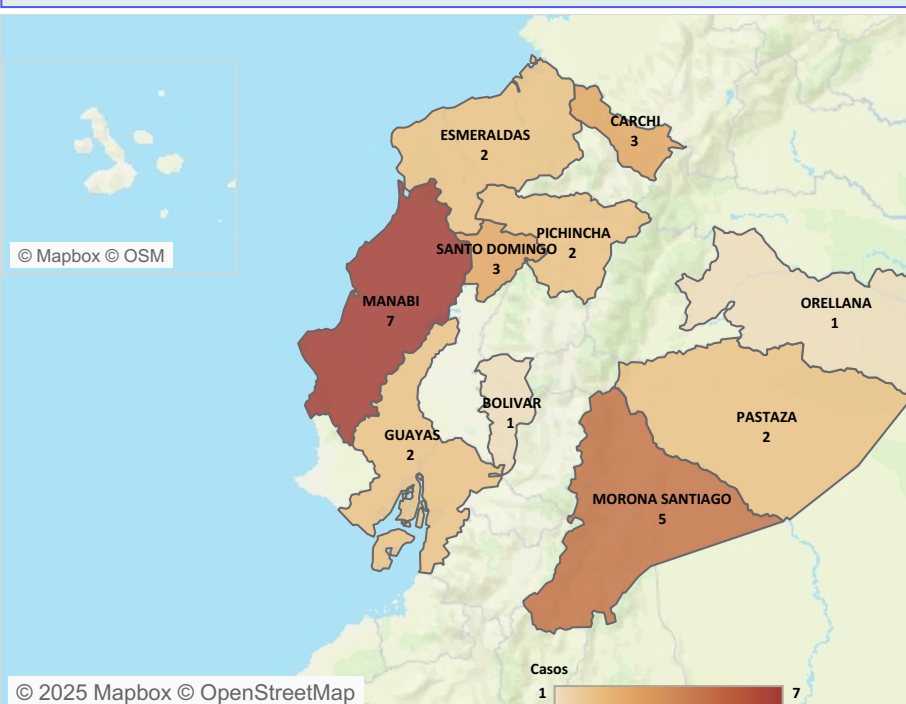 CARCHI
3
ESMERALDAS
2
PICHINCHA
2
SANTO DOMINGO
3
© Mapbox © OSM
MANABI
7
ORELLANA
1
BOLIVAR
1
PASTAZA
2
GUAYAS
2
MORONA SANTIAGO
5
Casos
1 7
© 2025 Mapbox © OpenStreetMap